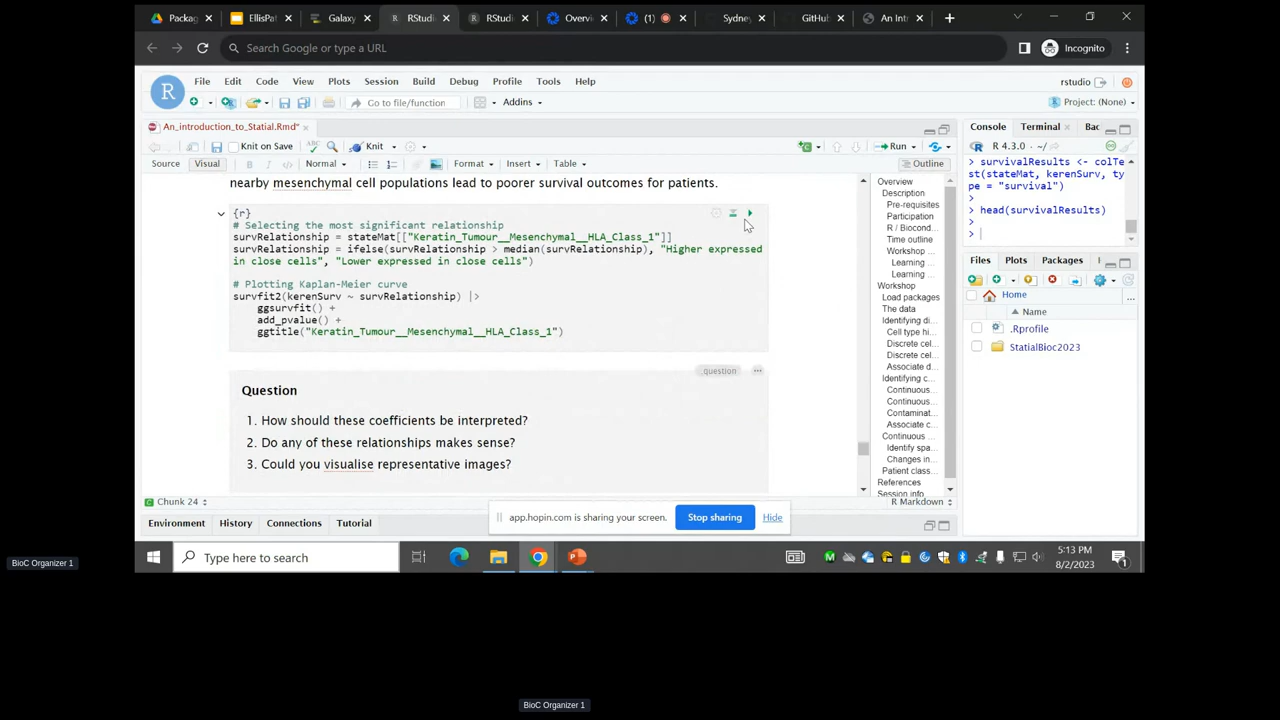 Packag
EllisPat
Galaxy
RStudi
RStudi
Overvi
(1)
Sydney
GitHub
An Intr
Search Google or type a URL
Incognito
R
File Edit Code View Plots Session Build Debug Profile Tools Help
rstudio
Go to file/function
Addins
Project: (None)
An_introduction_to_Statial.Rmd*
Knit on Save
Knit
Run
Source Visual
B I
Normal
Format Insert Table
Outline
nearby mesenchymal cell populations lead to poorer survival outcomes for patients.
{r}
# Selecting the most significant relationship
survRelationship = stateMat[["Keratin_Tumour__Mesenchymal__HLA_Class_1"]]
survRelationship = ifelse(survRelationship > median(survRelationship), "Higher expressed
in close cells", "Lower expressed in close cells")
# Plotting Kaplan-Meier curve
survfit2(kerenSurv ~ survRelationship) |>
ggsurvfit() +
add_pvalue() +
ggtitle("Keratin_Tumour__Mesenchymal__HLA_Class_1")
question
Question
1. How should these coefficients be interpreted?
2. Do any of these relationships makes sense?
3. Could you visualise representative images?
Overview
Description
Pre-requisites
Participation
R / Biocond...
Time outline
Workshop ...
Learning ...
Learning ...
Workshop
Load packages
The data
Identifying di...
Cell type hi...
Discrete cel...
Discrete cel...
Associate d...
Identifying c...
Continuous...
Continuous...
Contaminat...
Associate c...
Continuous ...
Identify spa...
Changes in...
Patient class...
References
Session info
Chunk 24
R Markdown
Environment History Connections Tutorial
Console Terminal Bac
R 4.3.0 · ~/
> survivalResults <- colTe
st(stateMat, kerenSurv, ty
pe = "survival")
>
> head(survivalResults)
>
>
Files Plots Packages
Home
Name
.Rprofile
StatialBioc2023
app.hopin.com is sharing your screen.
Stop sharing
Hide
Type here to search
5:13 PM
8/2/2023
BioC Organizer 1
BioC Organizer 1